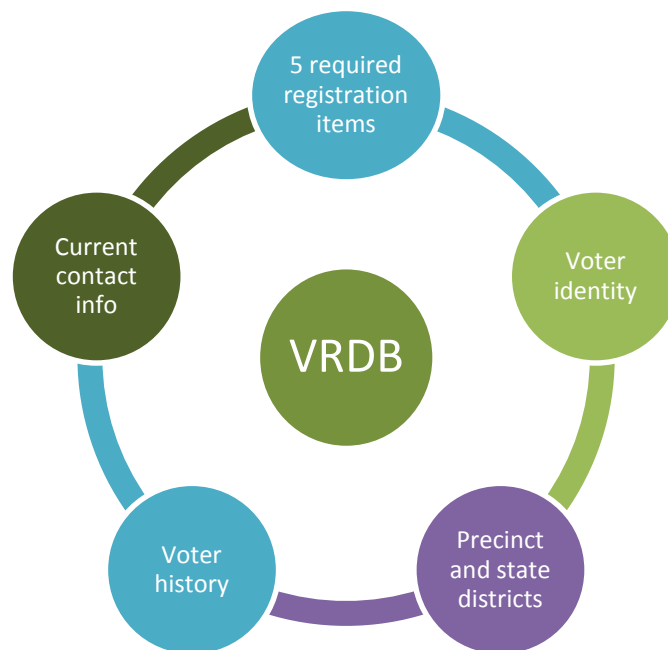 5 required
registration
items
Current
contact
info
Voter
identity
VRDB
Voter
history
Precinct
and state
districts